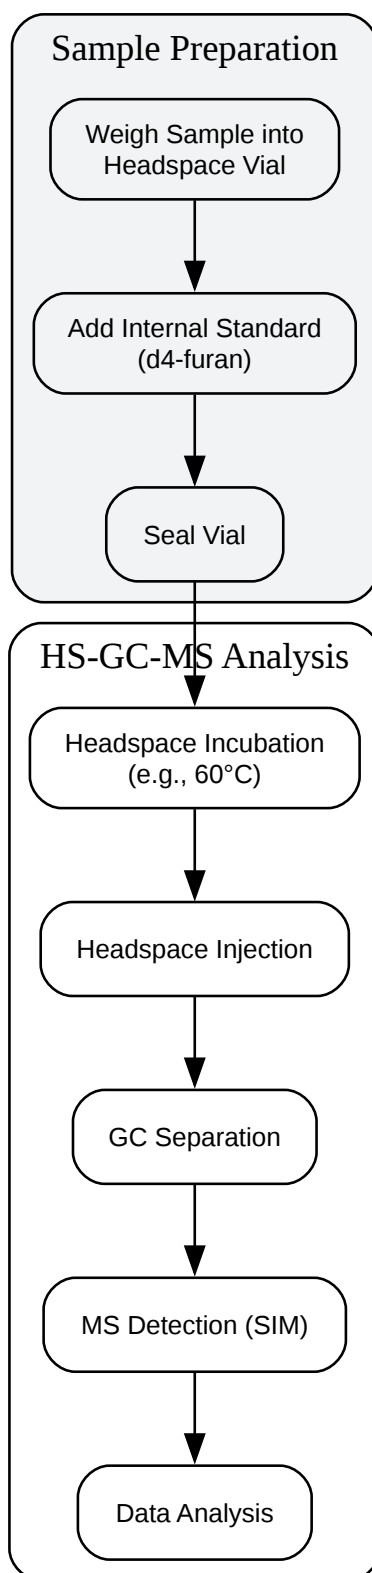 Sample Preparation
Weigh Sample into
Headspace Vial
Add Internal Standard
(d4-furan)
Seal Vial
HS-GC-MS Analysis
Headspace Incubation
(e.g., 60°C)
Headspace Injection
GC Separation
MS Detection (SIM)
Data Analysis